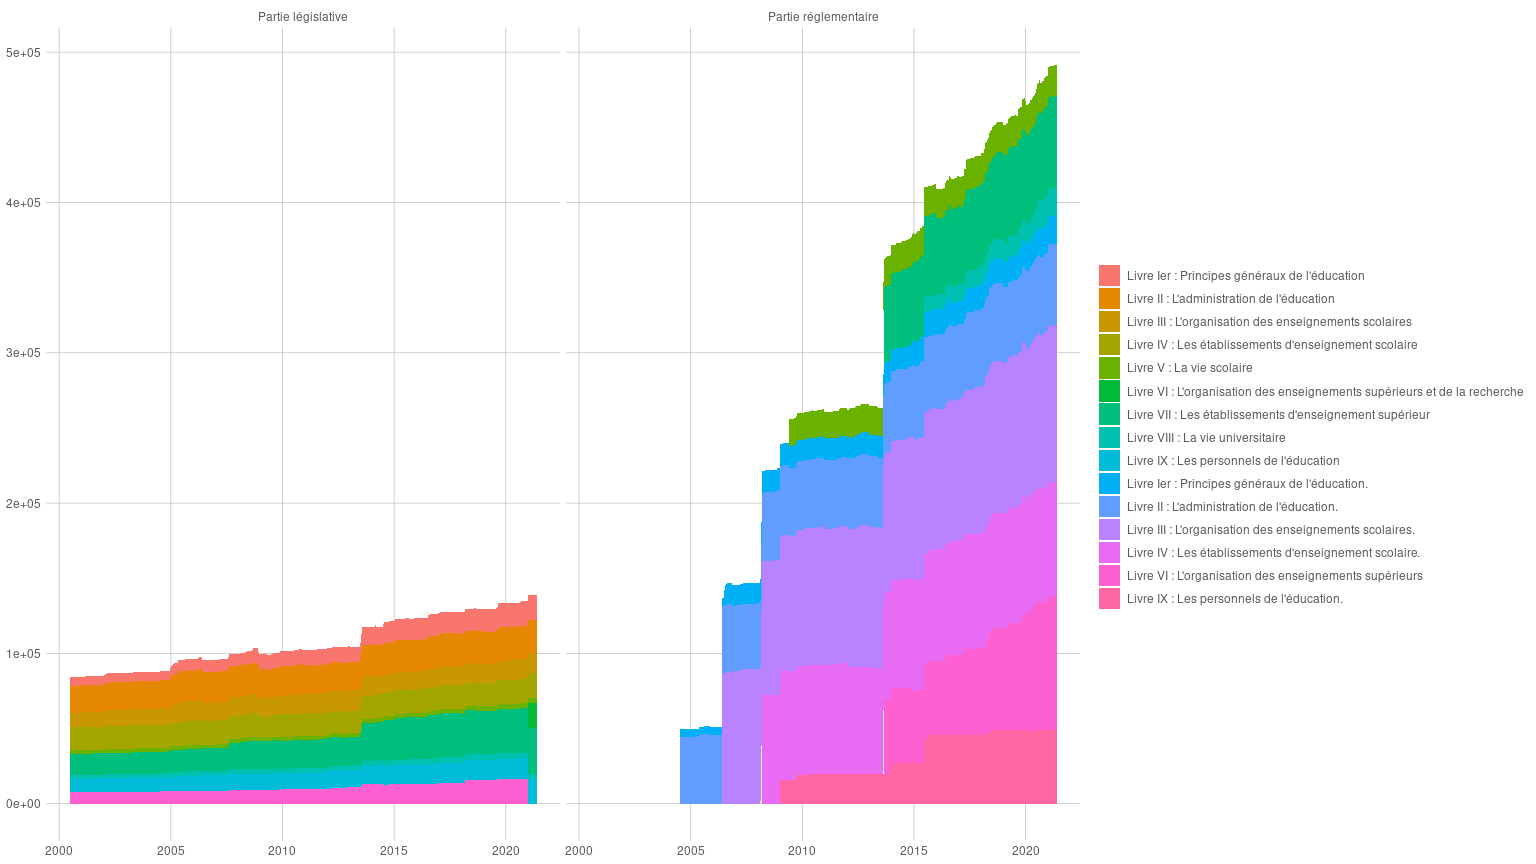 Partie législative
Partie réglementaire
5e+05
4e+05
3e+05
2e+05
1e+05
0e+00
2000
2005
2010
2015
2020
2000
2005
2010
2015
2020
Livre Ier : Principes généraux de l'éducation
Livre II : L'administration de l'éducation
Livre III : L'organisation des enseignements scolaires
Livre IV : Les établissements d'enseignement scolaire
Livre V : La vie scolaire
Livre VI : L'organisation des enseignements supérieurs et de la recherche
Livre VII : Les établissements d'enseignement supérieur
Livre VIII : La vie universitaire
Livre IX : Les personnels de l'éducation
Livre Ier : Principes généraux de l'éducation.
Livre II : L'administration de l'éducation.
Livre III : L'organisation des enseignements scolaires.
Livre IV : Les établissements d'enseignement scolaire.
Livre VI : L'organisation des enseignements supérieurs
Livre IX : Les personnels de l'éducation.